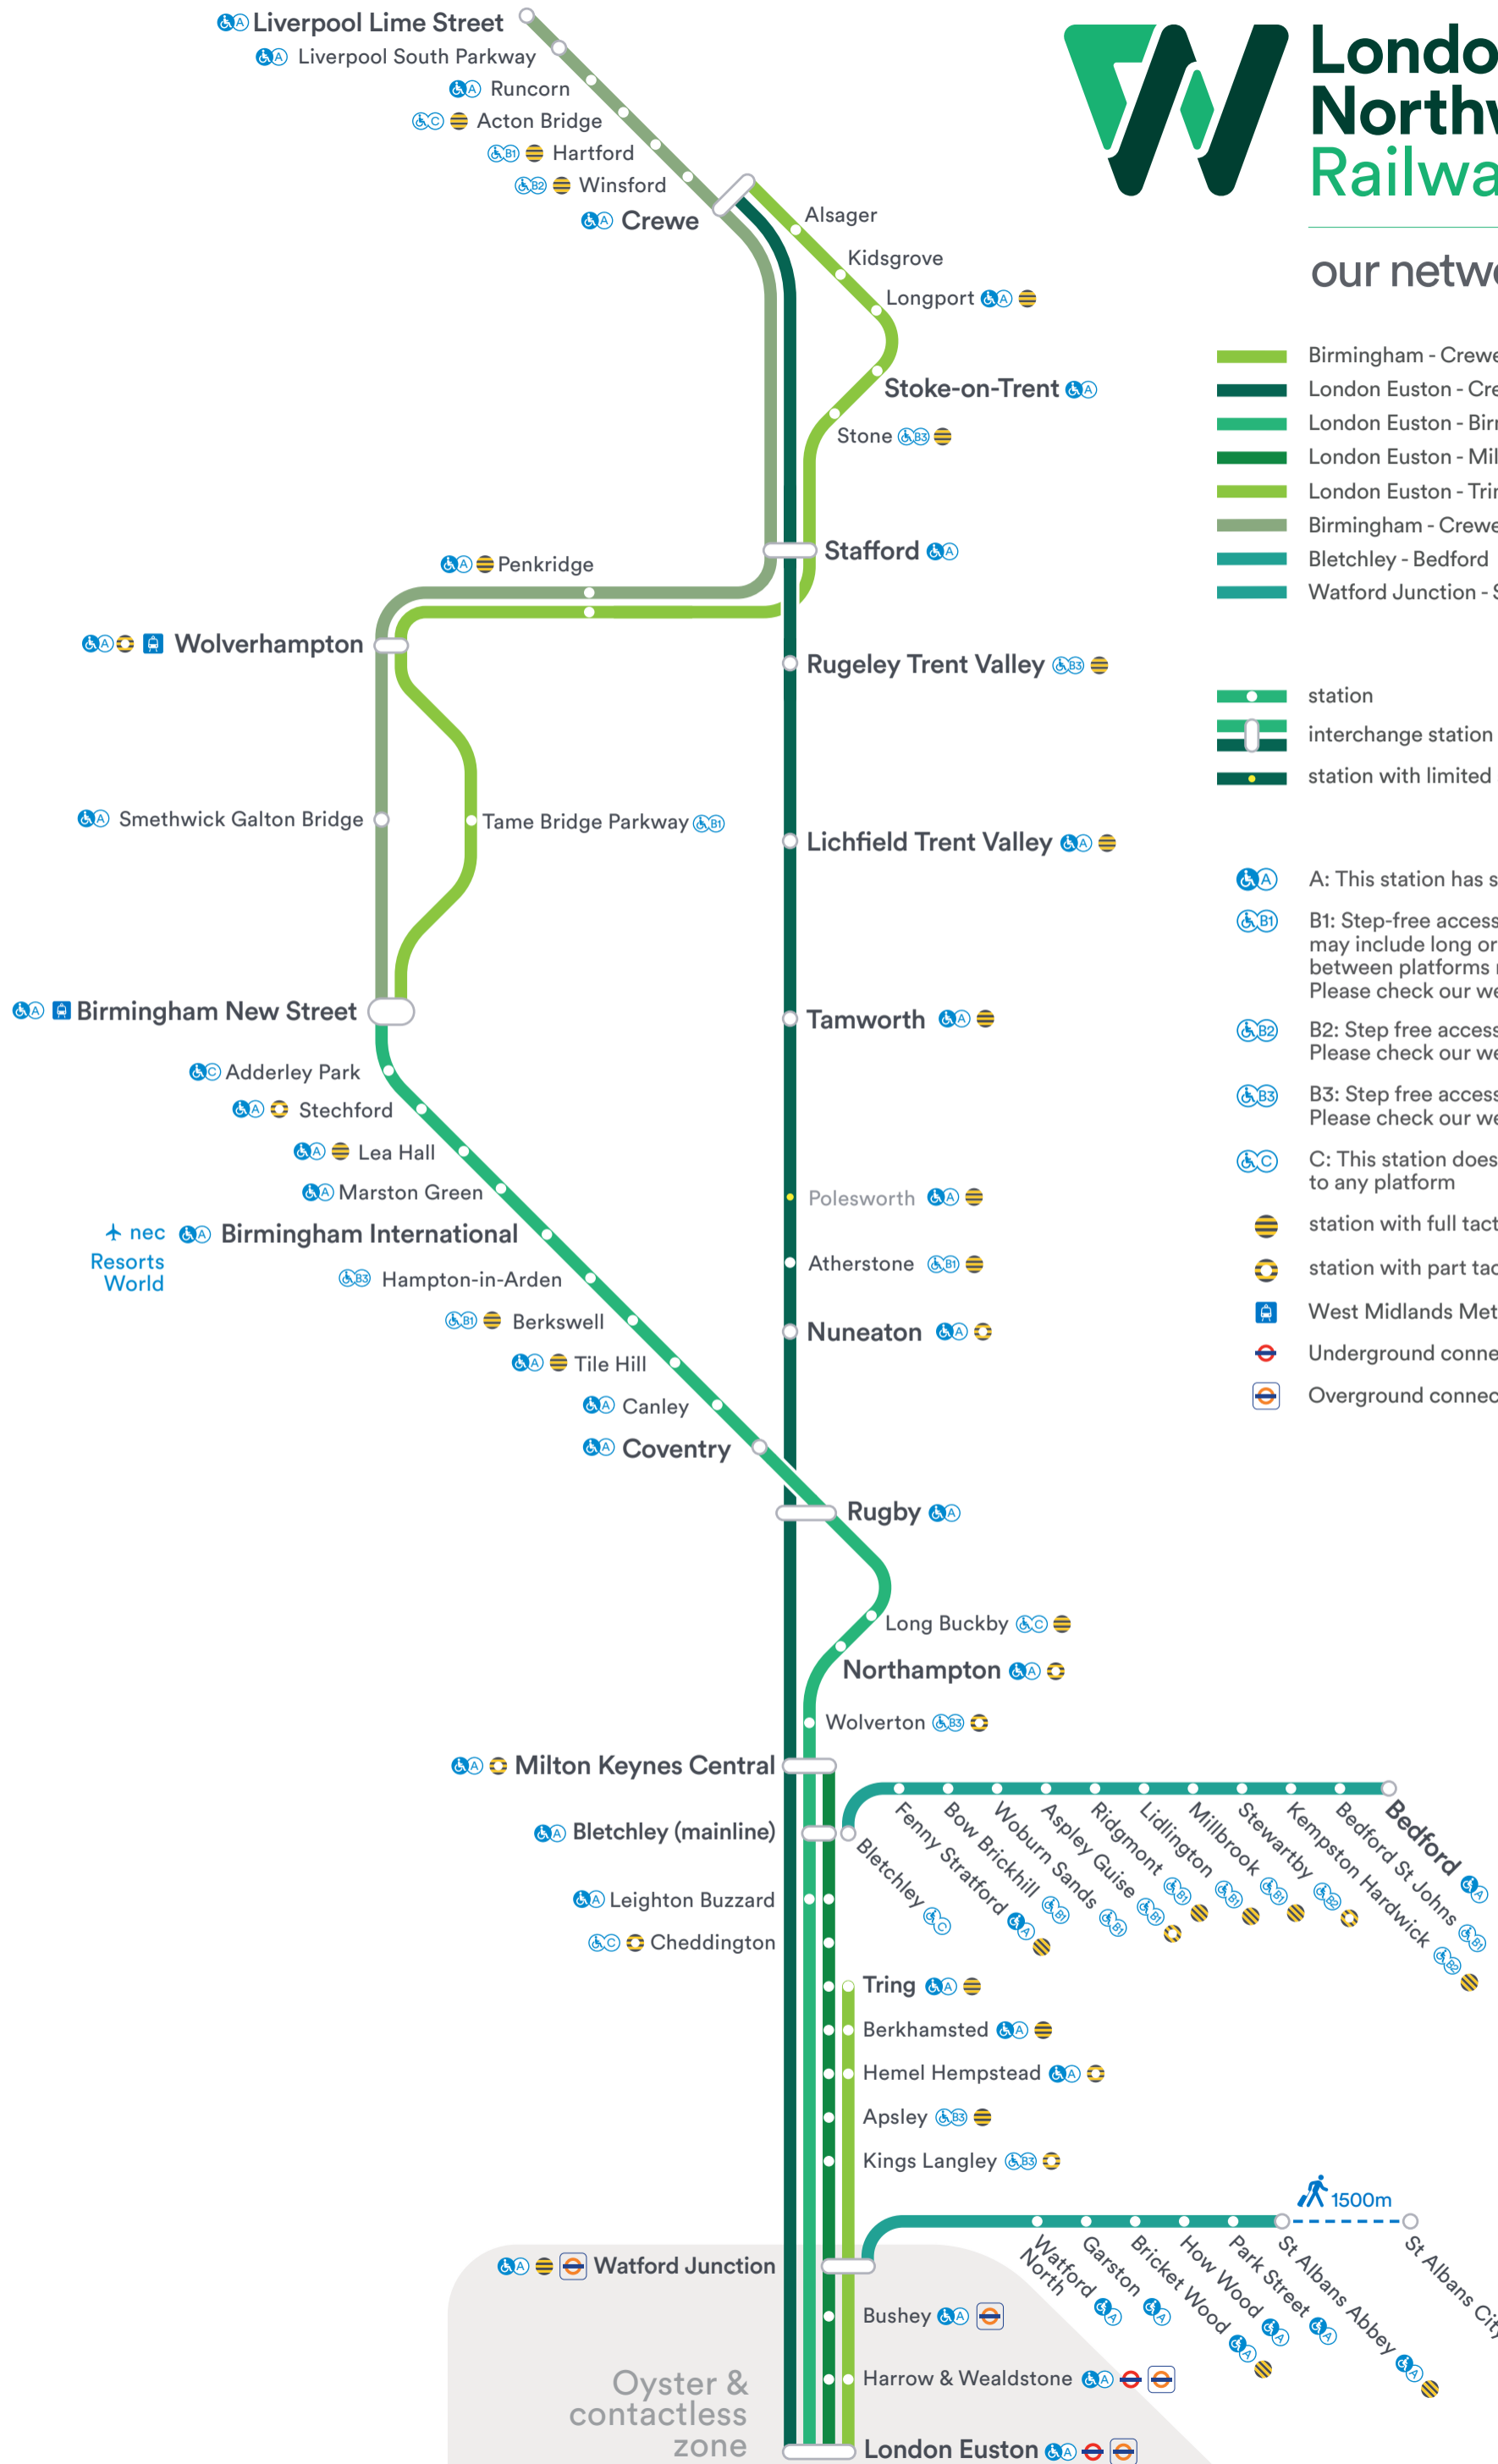 Liverpool Lime Street
Liverpool South Parkway
Runcorn
Acton Bridge
Hartford
Winsford
Crewe
Alsager
Kidsgrove
Longport
Stoke-on-Trent
Stone
Stafford
Penkridge
Wolverhampton
Rugeley Trent Valley
Smethwick Galton Bridge
Tame Bridge Parkway
Lichfield Trent Valley
Birmingham New Street
Tamworth
Adderley Park
Stechford
Lea Hall
Marston Green
Polesworth
nec
Resorts
World
Birmingham International
Atherstone
Hampton-in-Arden
Berkswell
Nuneaton
Tile Hill
Canley
Coventry
Rugby
Long Buckby
Northampton
Wolverton
Milton Keynes Central
Bletchley (mainline)
Bletchley
Fenny Stratford
Bow Brickhill
Woburn Sands
Aspley Guise
Ridgmont
Lidlington
Millbrook
Stewartby
Kempston Hardwick
Bedford St Johns
Bedford
Leighton Buzzard
Cheddington
Tring
Berkhamsted
Hemel Hempstead
Apsley
Kings Langley
1500m
Watford Junction
Watford
North
Garston
Bricket Wood
How Wood
Park Street
St Albans Abbey
St Albans City
Bushey
Harrow & Wealdstone
Oyster &
contactless
zone
London Euston
Londo
Northw
Railwa
our netwo
Birmingham - Crewe
London Euston - Cre
London Euston - Birm
London Euston - Mil
London Euston - Trin
Birmingham - Crewe
Bletchley - Bedford
Watford Junction - S
station
interchange station
station with limited
A A: This station has s
B1 B1: Step-free access
may include long or
between platforms
Please check our we
B2 B2: Step free access
Please check our we
B3 B3: Step free access
Please check our we
C C: This station does
to any platform
station with full tact
station with part tac
West Midlands Met
Underground conne
Overground connec